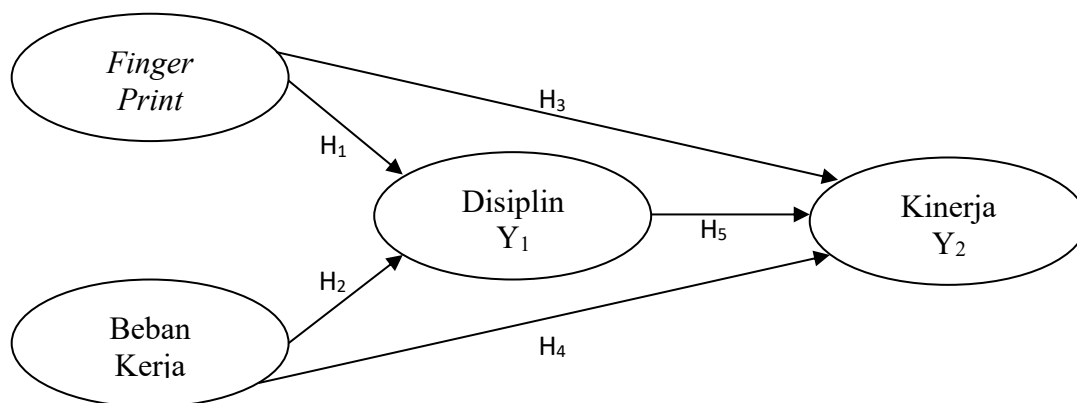 Finger
Print
H₃
H₁
Disiplin
Y₁
Kinerja
Y₂
H₅
H₂
Beban
Kerja
H₄